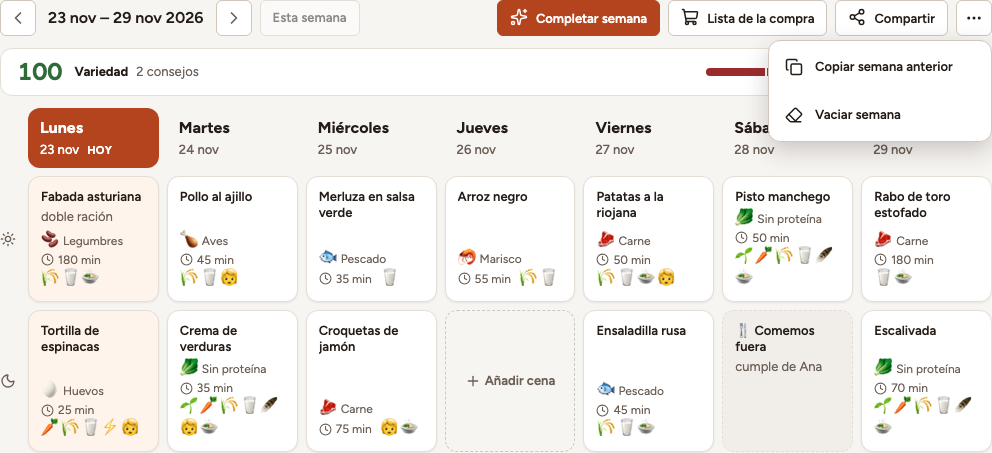 23 nov – 29 nov 2026
Esta semana
Completar semana
Lista de la compra
Compartir
Copiar semana anterior
Vaciar semana
100 Variedad 2 consejos
Lunes
23 nov HOY
Martes
24 nov
Miércoles
25 nov
Jueves
26 nov
Viernes
27 nov
Sába
28 nov
29 nov
Fabada asturiana
doble ración
Legumbres
180 min
Pollo al ajillo
Aves
45 min
Merluza en salsa
verde
Pescado
35 min
Arroz negro
Marisco
55 min
Patatas a la
riojana
Carne
50 min
Pisto manchego
Sin proteína
50 min
Rabo de toro
estofado
Carne
180 min
Tortilla de
espinacas
Huevos
25 min
Crema de
verduras
Sin proteína
35 min
Croquetas de
jamón
Carne
75 min
+ Añadir cena
Ensaladilla rusa
Pescado
45 min
Comemos
fuera
cumple de Ana
Escalivada
Sin proteína
70 min